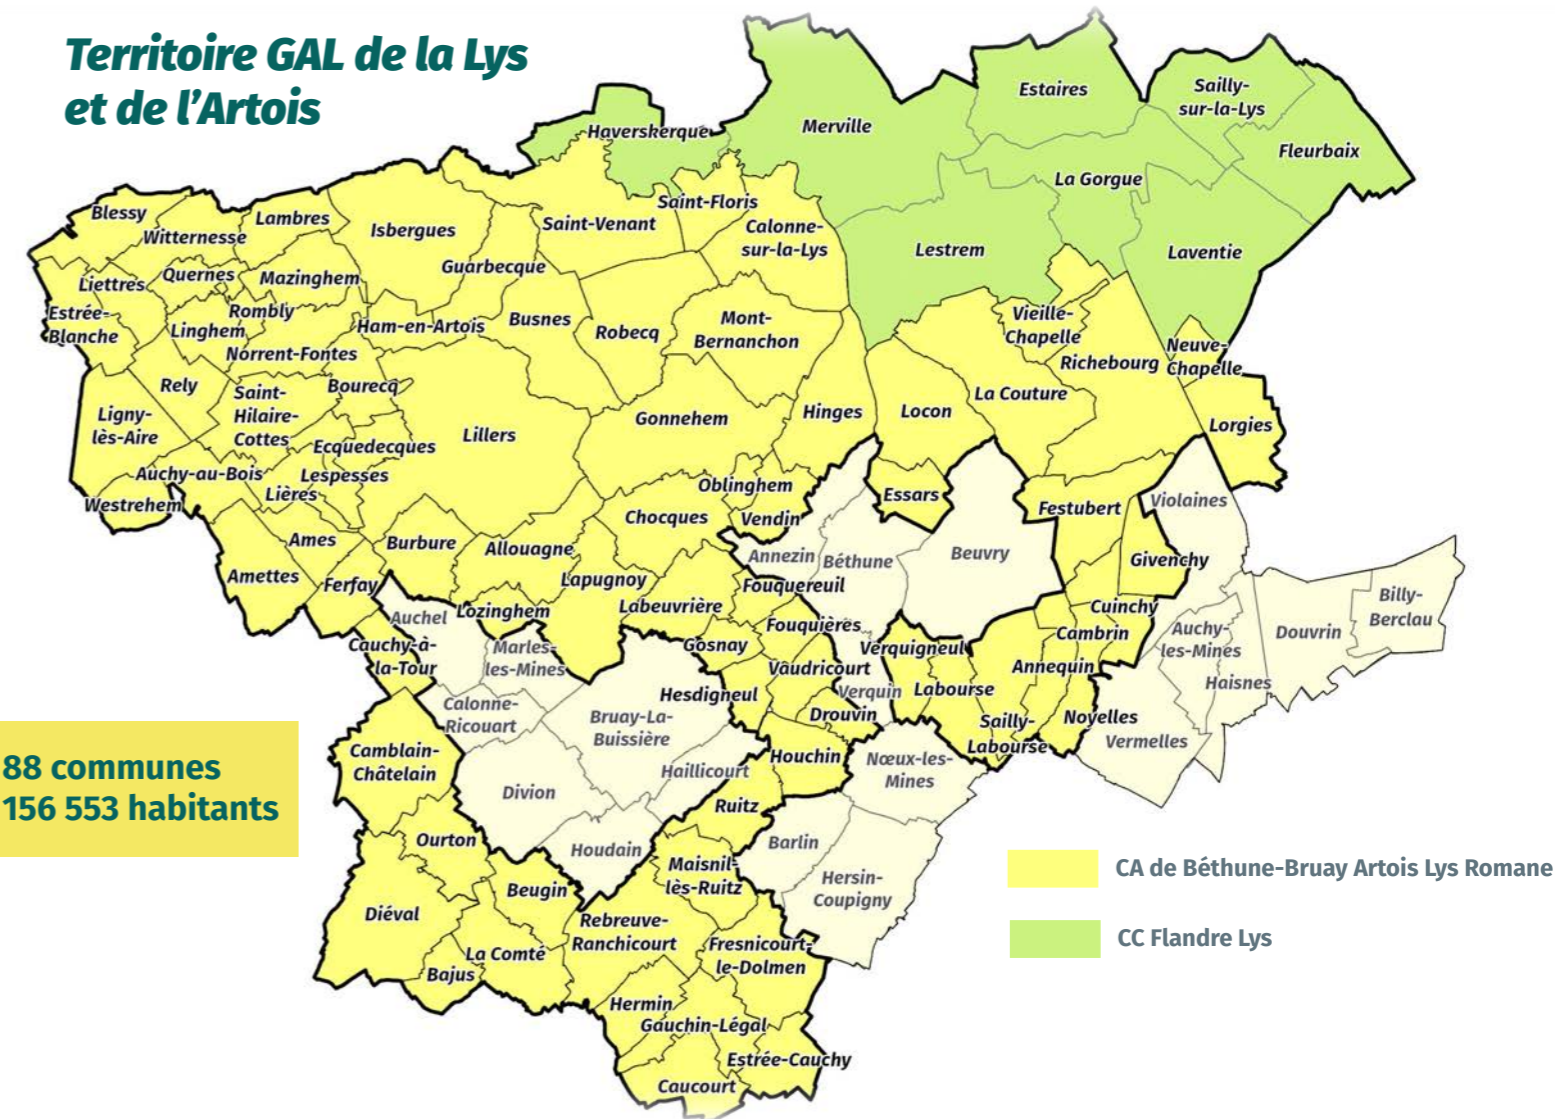 Territoire GAL de la Lys
et de l'Artois
Haverskerque
Merville
Estaires
Sailly-
sur-la-Lys
Fleurbaix
La Gorgue
Lestrem
Laventie
Blessy
Witternesse
Lambres
Isbergues
Saint-Venant
Saint-Floris
Calonne-
sur-la-Lys
Guarbecque
Liettres
Quernes
Mazinghem
Estrée-
Blanche
Linghem
Rombly
Ham-en-Artois
Busnes
Robecq
Mont-
Bernanchon
Vieille-
Chapelle
Richebourg
Neuve-
Chapelle
Norrent-Fontes
Rely
Saint-
Hilaire-
Cottes
Bourecq
Ligny-
lès-Aire
Lillers
Gonnehem
Hinges
Locon
La Couture
Lorgies
Ecquedecques
Auchy-au-Bois
Lespesses
Lières
Westrehem
Oblinghem
Essars
Festubert
Violaines
Chocques
Vendin
Ames
Burbure
Allouagne
Annezin
Béthune
Beuvry
Givenchy
Amettes
Ferfay
Lapugnoy
Fouquereuil
Labeuvrière
Auchel
Lozinghem
Cuinchy
Billy-
Berclau
Fouquières
Cambrin
Auchy-
les-Mines
Douvrin
Cauchy-à-
la-Tour
Marles-
les-Mines
Gosnay
Vaudricourt
Verquigneul
Annequin
Haisnes
Hesdigneul
Verquin
Labourse
Calonne-
Ricouart
Bruay-La-
Buissière
Drouvin
Sailly-
Labourse
Noyelles
Vermelles
Camblain-
Châtelain
Houchin
Nœux-les-
Mines
Haillicourt
Divion
Ruitz
88 communes
156 553 habitants
Ourton
Houdain
Barlin
Maisnil-
lès-Ruitz
Hersin-
Coupigny
Beugin
CA de Béthune-Bruay Artois Lys Romane
Diéval
Rebreuve-
Ranchicourt
La Comté
Fresnicourt-
le-Dolmen
CC Flandre Lys
Bajus
Hermin
Gauchin-Légal
Estrée-Cauchy
Caucourt